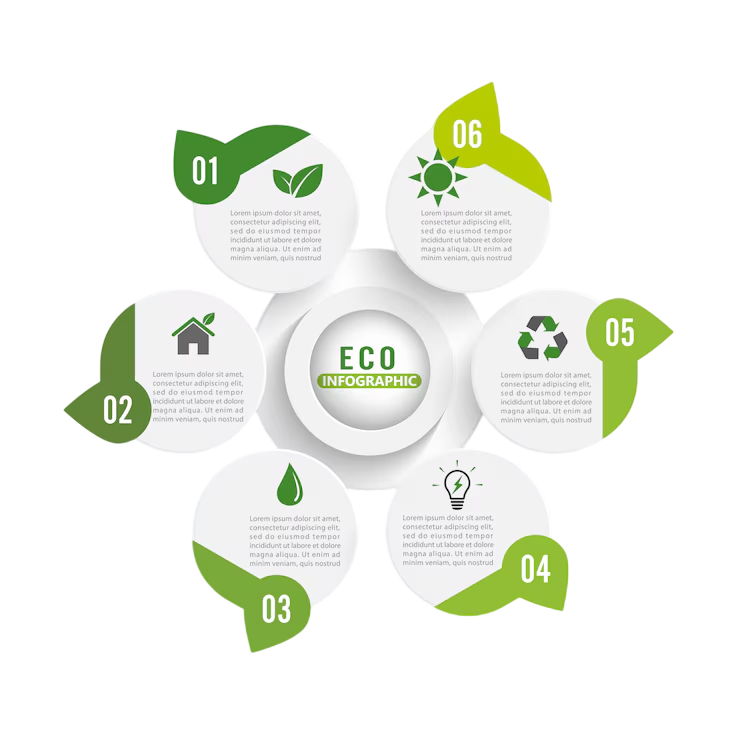 ECO
INFOGRAPHIC
01
Lorem ipsum dolor sit amet,
consectetur adipiscing elit,
sed do eiusmod tempor
incididunt ut labore et dolore
magna aliqua. Ut enim ad
minim veniam, quis nostrud
02
Lorem ipsum dolor sit amet,
consectetur adipiscing elit,
sed do eiusmod tempor
incididunt ut labore et dolore
magna aliqua. Ut enim ad
minim veniam, quis nostrud
03
Lorem ipsum dolor sit amet,
consectetur adipiscing elit,
sed do eiusmod tempor
incididunt ut labore et dolore
magna aliqua. Ut enim ad
minim veniam, quis nostrud
04
Lorem ipsum dolor sit amet,
consectetur adipiscing elit,
sed do eiusmod tempor
incididunt ut labore et dolore
magna aliqua. Ut enim ad
minim veniam, quis nostrud
05
Lorem ipsum dolor sit amet,
consectetur adipiscing elit,
sed do eiusmod tempor
incididunt ut labore et dolore
magna aliqua. Ut enim ad
minim veniam, quis nostrud
06
Lorem ipsum dolor sit amet,
consectetur adipiscing elit,
sed do eiusmod tempor
incididunt ut labore et dolore
magna aliqua. Ut enim ad
minim veniam, quis nostrud